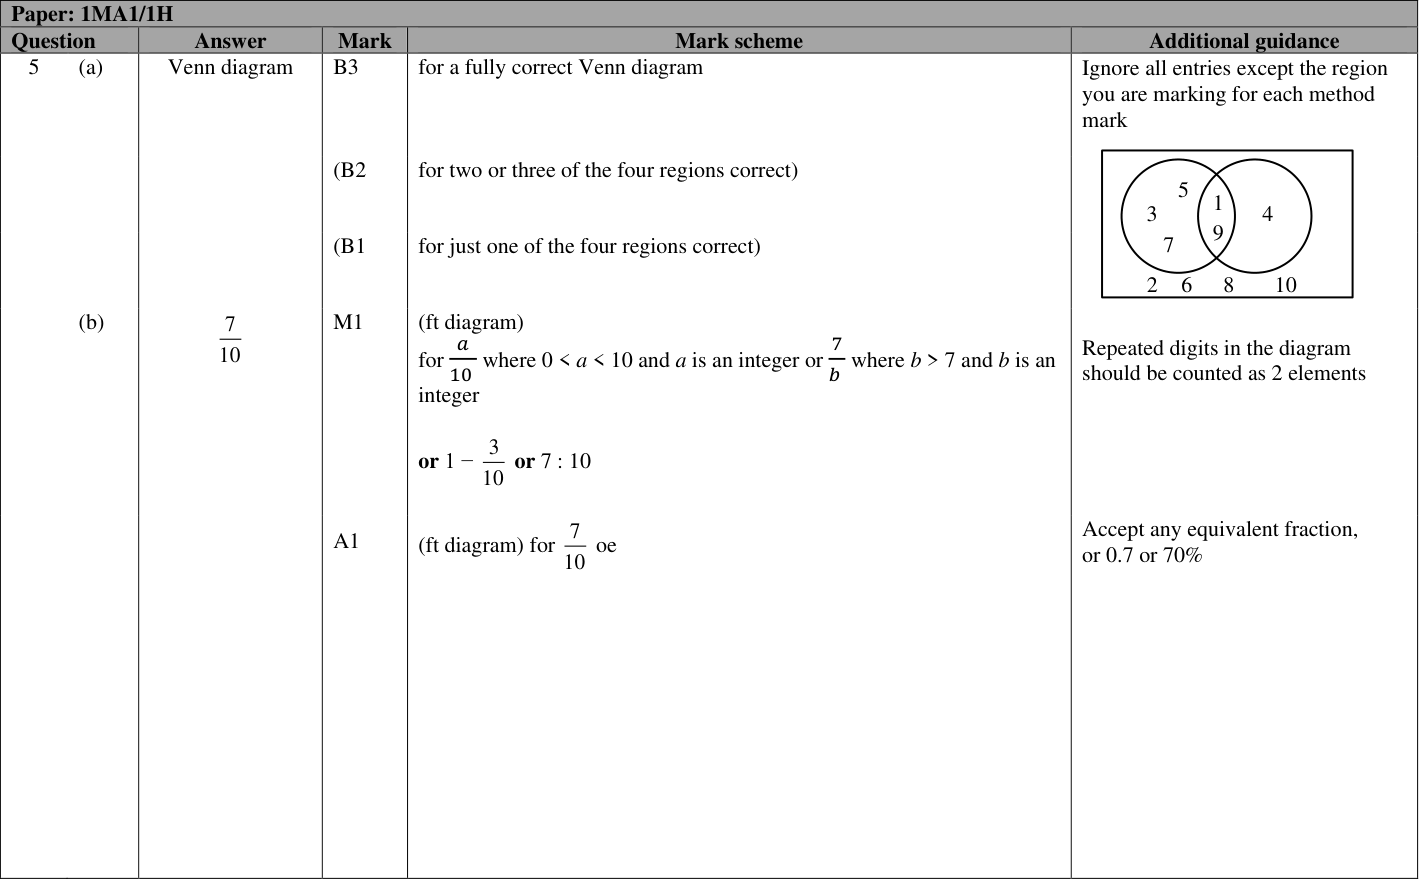 Paper: 1MA1/1H
Question Answer Mark Mark scheme Additional guidance
5 (a) Venn diagram B3 for a fully correct Venn diagram Ignore all entries except the region
you are marking for each method
mark
(B2 for two or three of the four regions correct)
(B1 for just one of the four regions correct)
5
3
7
1
9
4
2 6 8 10
(b) 7/10 M1 (ft diagram)
for a/10 where 0 < a < 10 and a is an integer or 7/b where b > 7 and b is an
integer
Repeated digits in the diagram
should be counted as 2 elements
or 1 − 3/10 or 7 : 10
A1 (ft diagram) for 7/10 oe
Accept any equivalent fraction,
or 0.7 or 70%